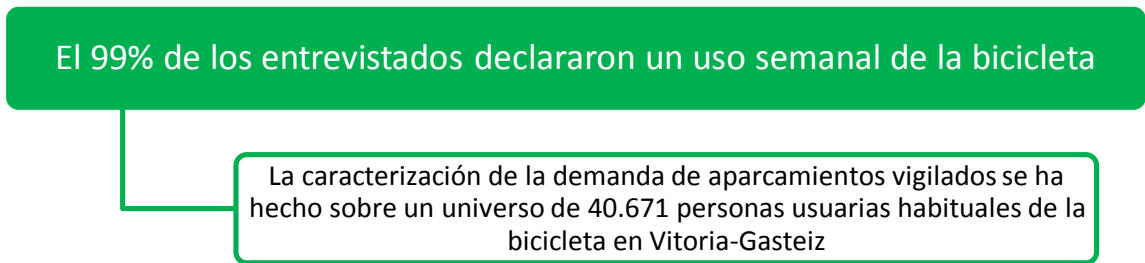 El 99% de los entrevistados declararon un uso semanal de la bicicleta
La caracterización de la demanda de aparcamientos vigilados se ha
hecho sobre un universo de 40.671 personas usuarias habituales de la
bicicleta en Vitoria-Gasteiz